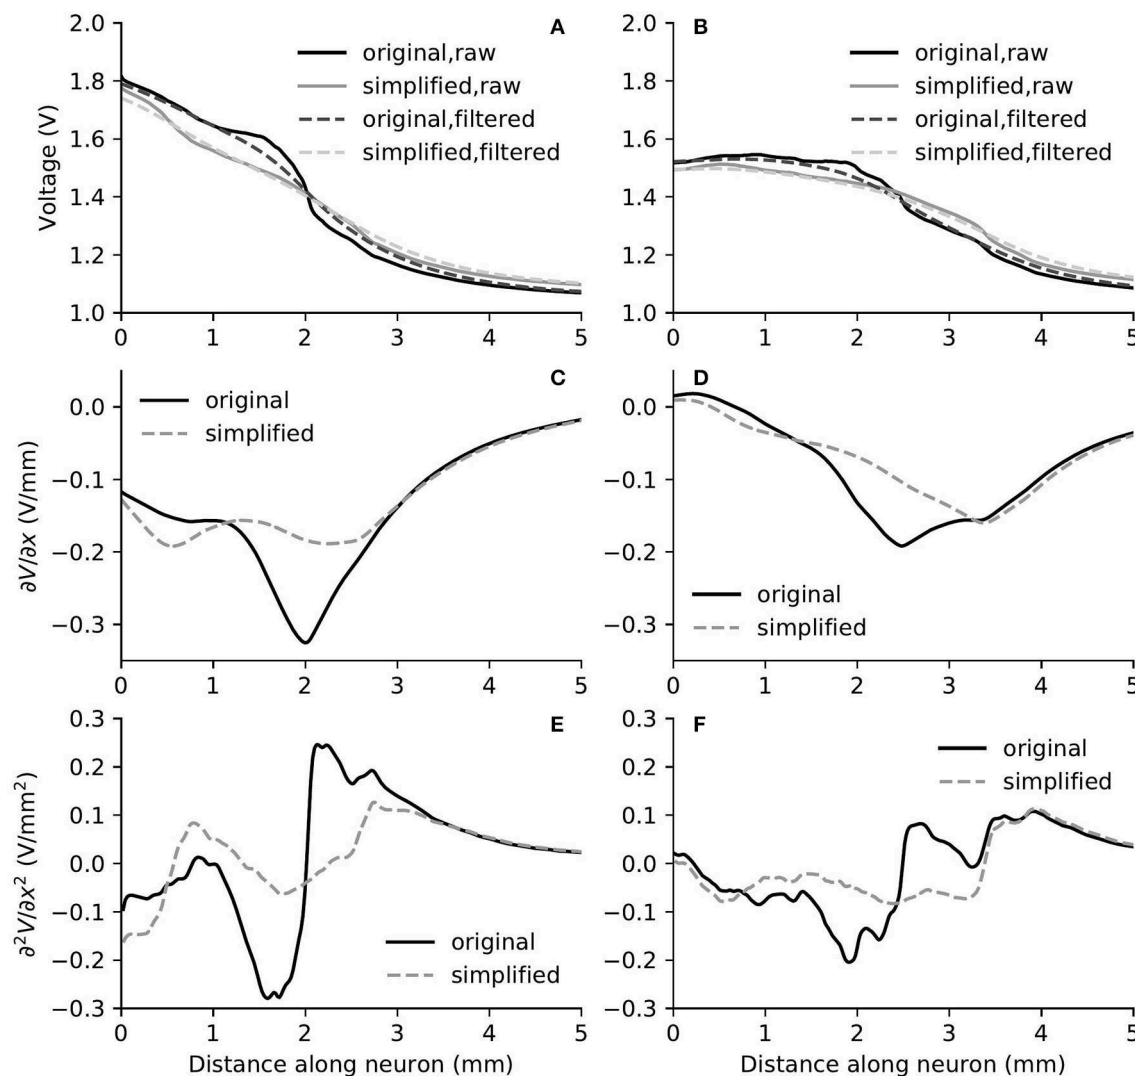 A
2.0
1.8
1.6
1.4
1.2
1.0
Voltage (V)
original,raw
simplified,raw
original,filtered
simplified,filtered
0 1 2 3 4 5
B
2.0
1.8
1.6
1.4
1.2
1.0
original,raw
simplified,raw
original,filtered
simplified,filtered
0 1 2 3 4 5
C
0.0
−0.1
−0.2
−0.3
∂V/∂x (V/mm)
original
simplified
0 1 2 3 4 5
D
0.0
−0.1
−0.2
−0.3
original
simplified
0 1 2 3 4 5
E
0.3
0.2
0.1
0.0
−0.1
−0.2
−0.3
∂²V/∂x² (V/mm²)
original
simplified
0 1 2 3 4 5
Distance along neuron (mm)
F
0.3
0.2
0.1
0.0
−0.1
−0.2
−0.3
original
simplified
0 1 2 3 4 5
Distance along neuron (mm)